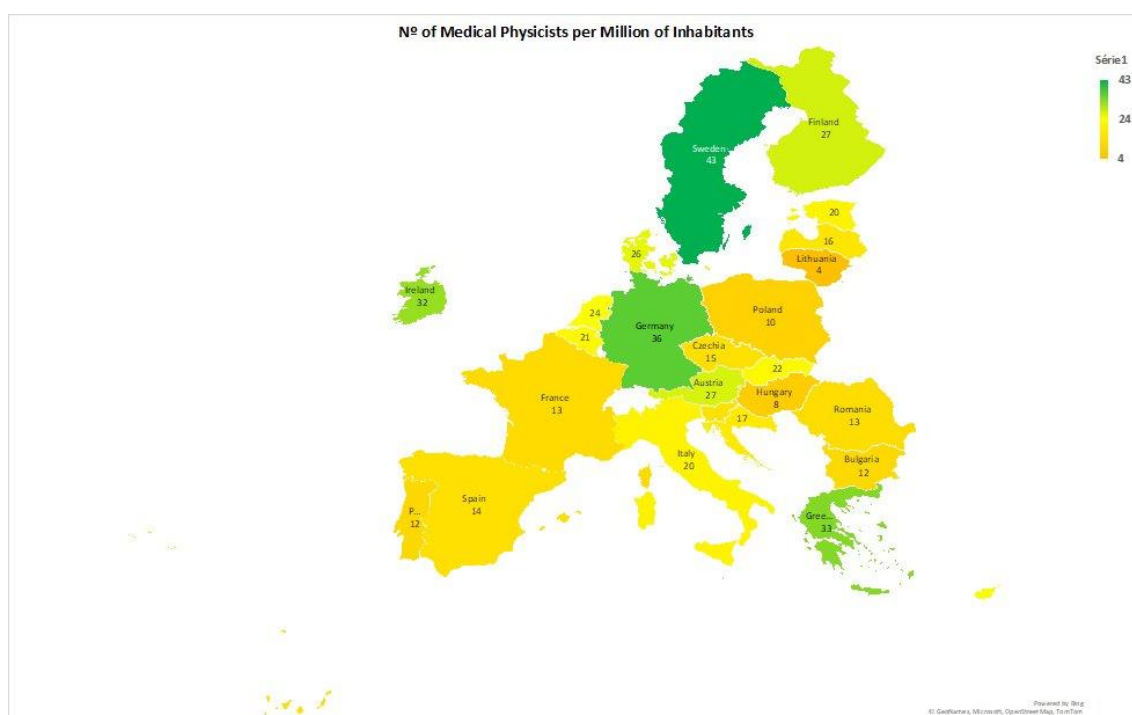 Nº of Medical Physicists per Million of Inhabitants
Série1
43
24
4
Finland
27
Sweden
43
20
16
Lithuania
4
26
Ireland
32
24
21
Germany
36
Poland
10
Czechia
15
22
Austria
27
Hungary
8
France
13
17
Romania
13
Italy
20
Bulgaria
12
Spain
14
P...
12
Gree...
33
Powered by Bing
© GeoNames, Microsoft, OpenStreetMap, TomTom